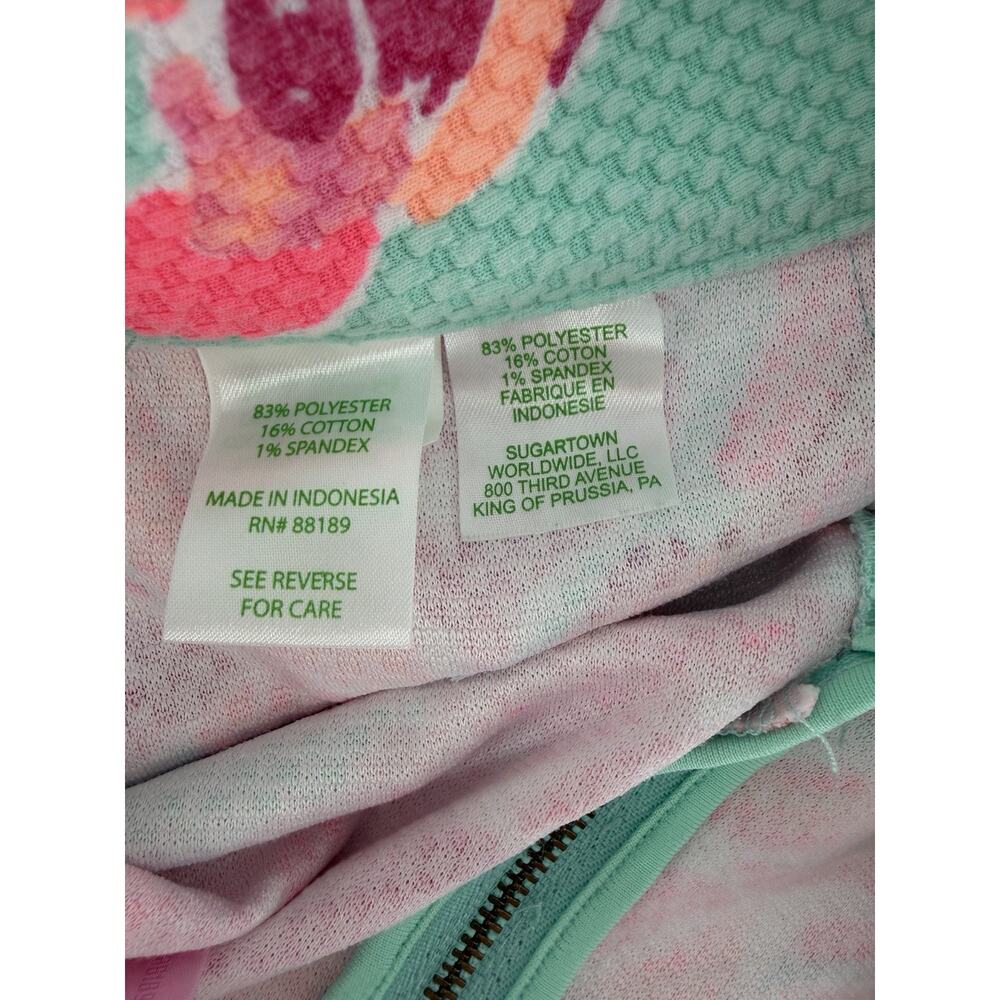 83% POLYESTER
16% COTTON
1% SPANDEX
MADE IN INDONESIA
RN# 88189
SEE REVERSE
FOR CARE
83% POLYESTER
16% COTON
1% SPANDEX
FABRIQUE EN
INDONESIE
SUGARTOWN
WORLDWIDE, LLC
800 THIRD AVENUE
KING OF PRUSSIA, PA